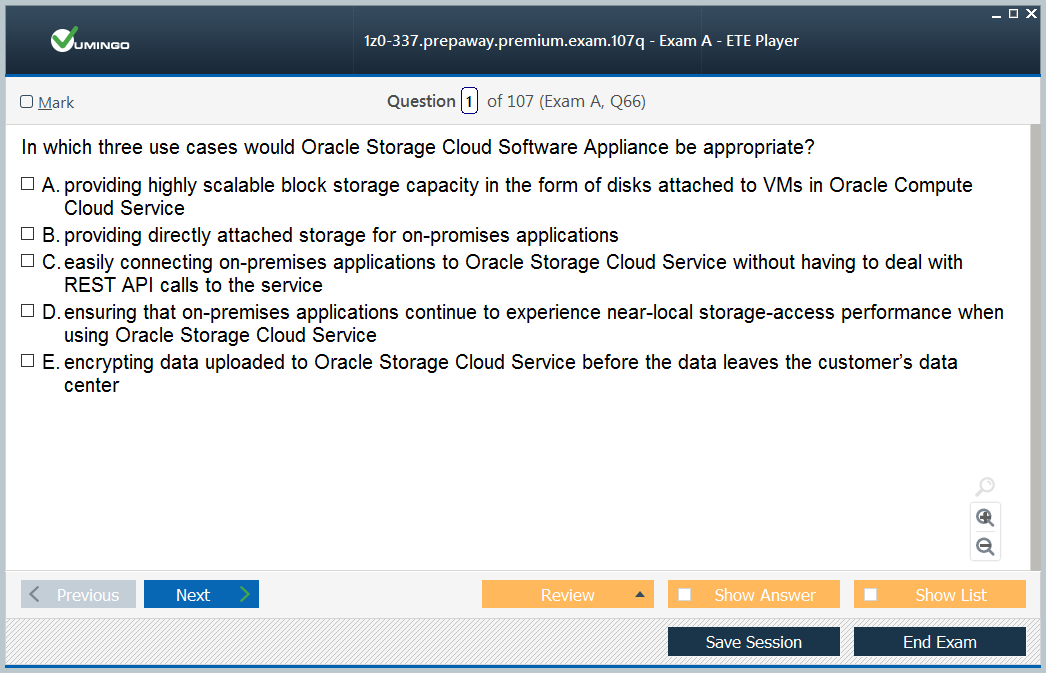 VUMINGO
1z0-337.prepaway.premium.exam.107q - Exam A - ETE Player
Mark
Question 1 of 107 (Exam A, Q66)
In which three use cases would Oracle Storage Cloud Software Appliance be appropriate?
A. providing highly scalable block storage capacity in the form of disks attached to VMs in Oracle Compute
Cloud Service
B. providing directly attached storage for on-promises applications
C. easily connecting on-premises applications to Oracle Storage Cloud Service without having to deal with
REST API calls to the service
D. ensuring that on-premises applications continue to experience near-local storage-access performance when
using Oracle Storage Cloud Service
E. encrypting data uploaded to Oracle Storage Cloud Service before the data leaves the customer’s data
center
Previous
Next
Review
Show Answer
Show List
Save Session
End Exam